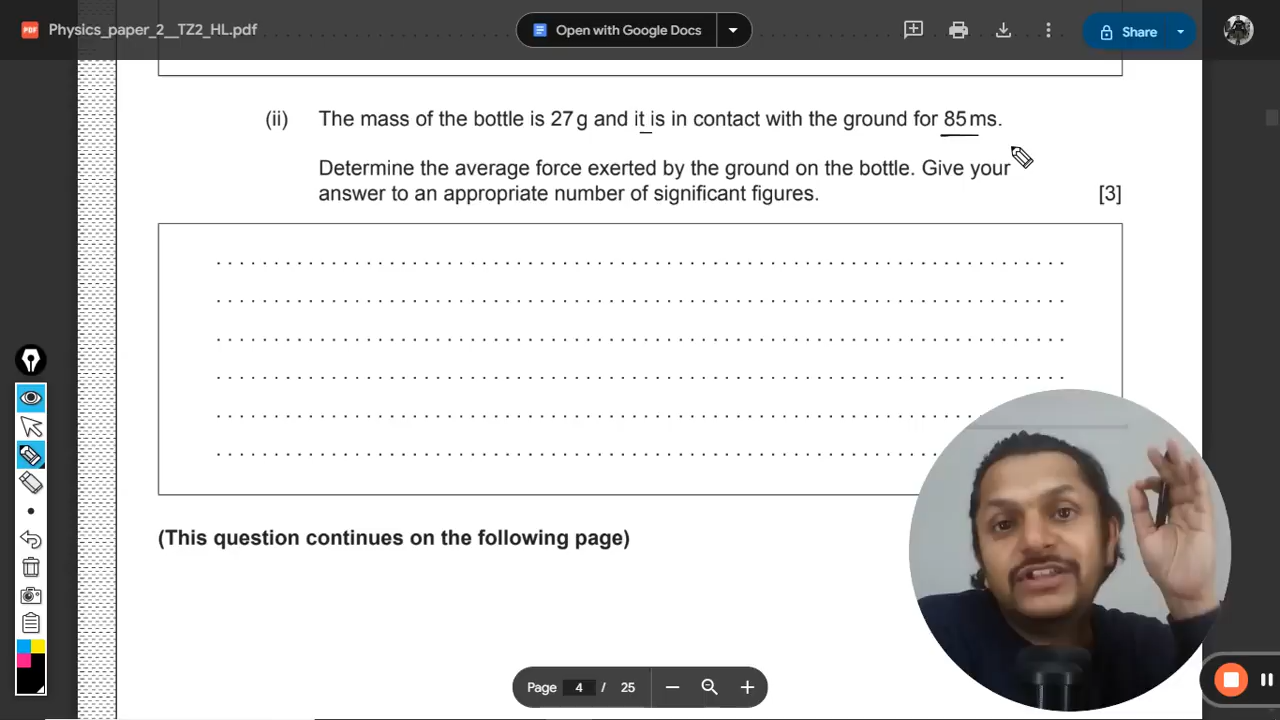 Physics_paper_2__TZ2_HL.pdf
Open with Google Docs
Share
(ii) The mass of the bottle is 27 g and it is in contact with the ground for 85 ms.
Determine the average force exerted by the ground on the bottle. Give your
answer to an appropriate number of significant figures. [3]
(This question continues on the following page)
Page 4 / 25